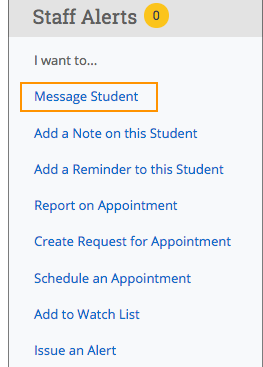 Staff Alerts 0
I want to...
Message Student
Add a Note on this Student
Add a Reminder to this Student
Report on Appointment
Create Request for Appointment
Schedule an Appointment
Add to Watch List
Issue an Alert